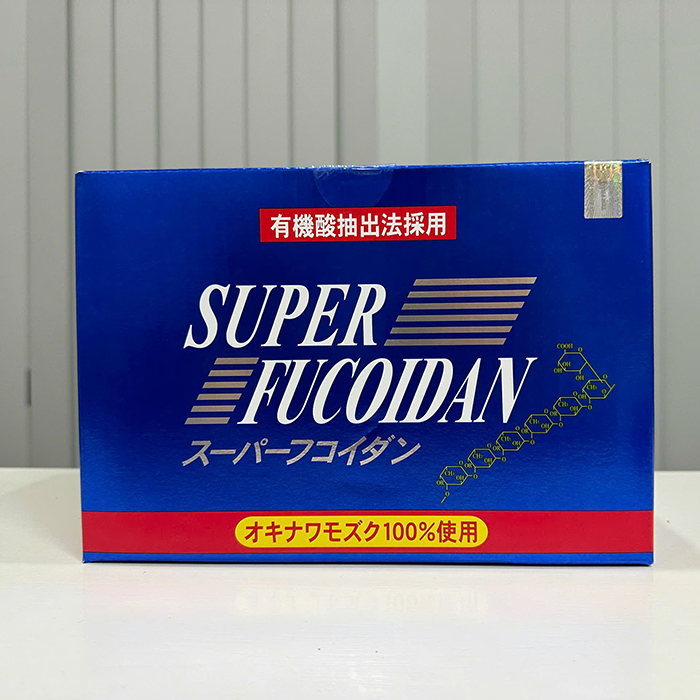 有機酸抽出法採用
SUPER
FUCOIDAN
スーパーフコイダン
オキナワモズク100%使用